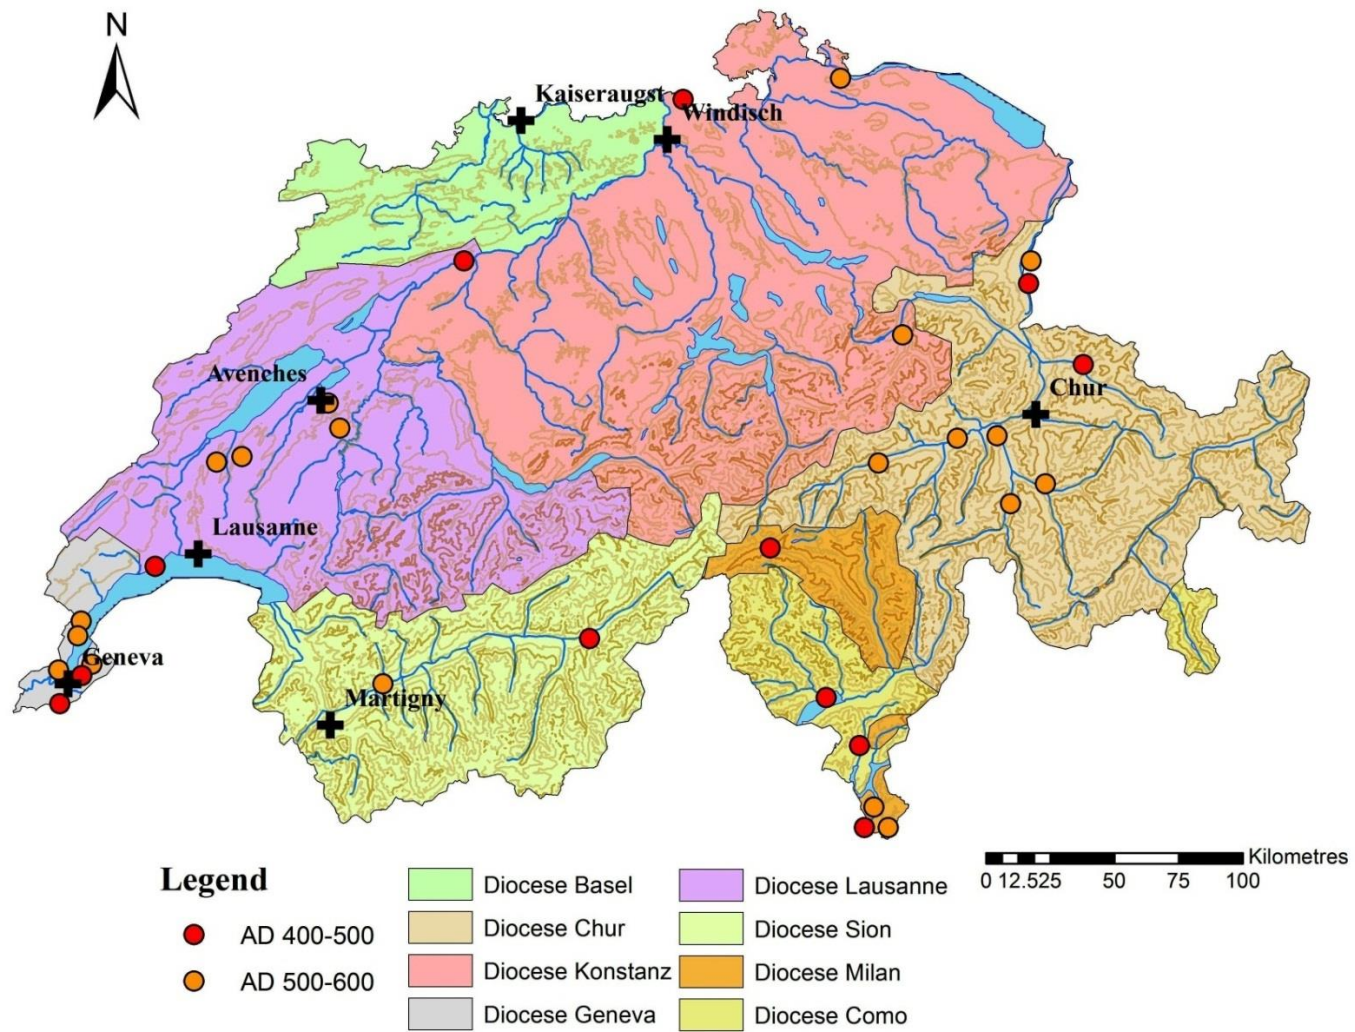 N
Kaiseraugst
Windisch
Avenches
Chur
Lausanne
Geneva
Martigny
Kilometres
0 12.525 50 75 100
Legend
AD 400-500
AD 500-600
Diocese Basel
Diocese Chur
Diocese Konstanz
Diocese Geneva
Diocese Lausanne
Diocese Sion
Diocese Milan
Diocese Como